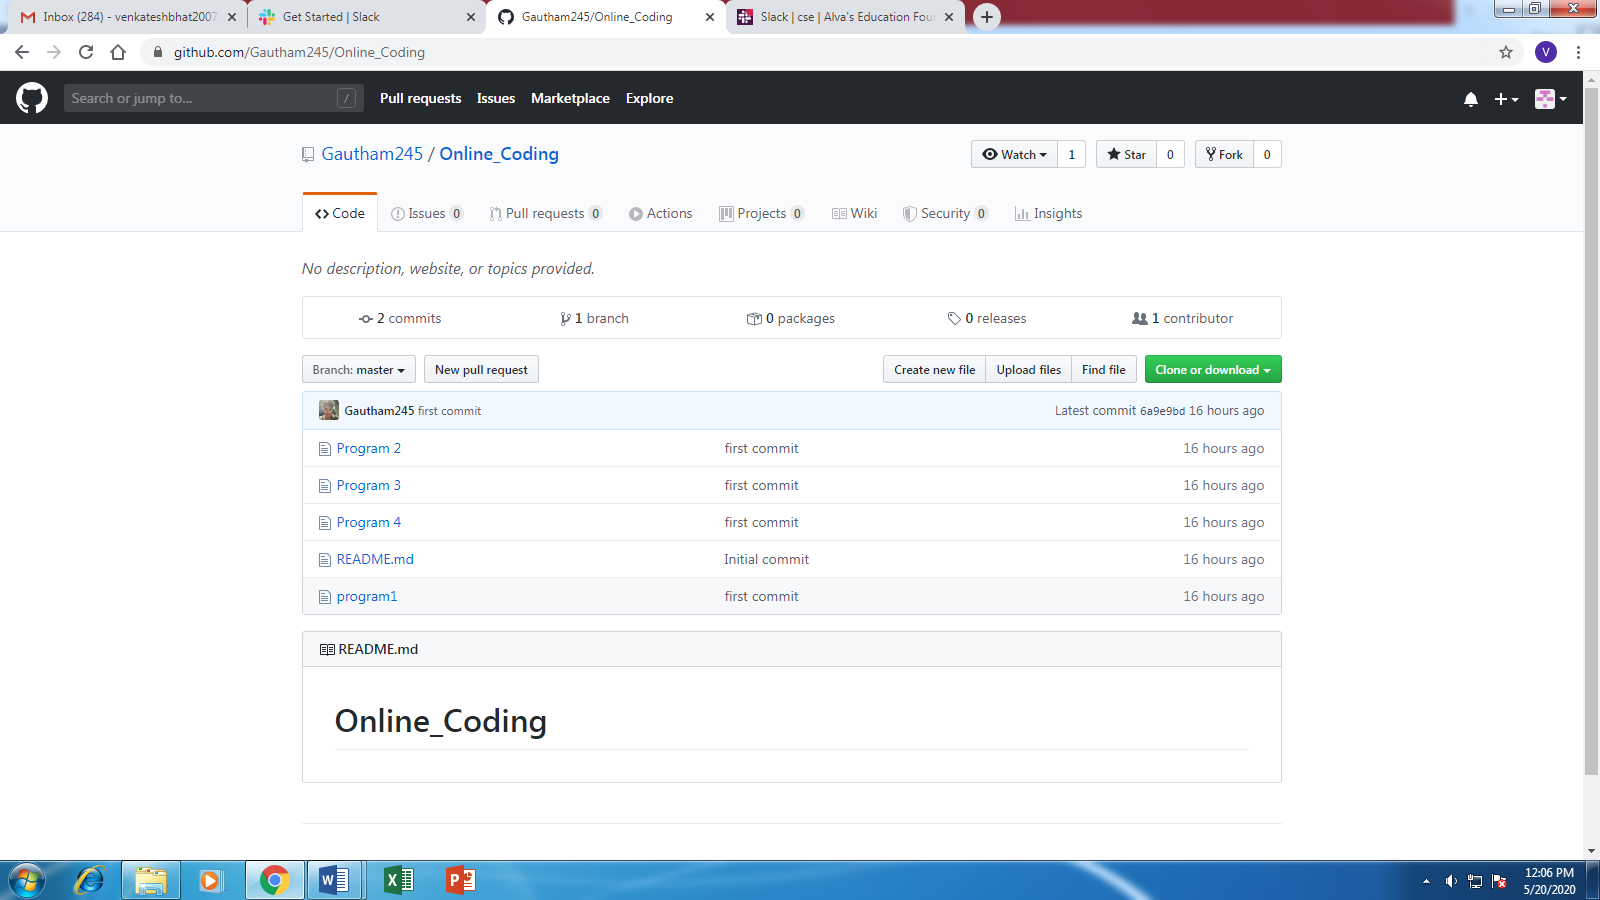 Inbox (284) - venkateshbhat2007
Get Started | Slack
Gautham245/Online_Coding
Slack | cse | Alva's Education Fou
github.com/Gautham245/Online_Coding
V
Search or jump to...
/
Pull requests
Issues
Marketplace
Explore
Gautham245 / Online_Coding
Watch 1
Star 0
Fork 0
Code
Issues 0
Pull requests 0
Actions
Projects 0
Wiki
Security 0
Insights
No description, website, or topics provided.
2 commits
1 branch
0 packages
0 releases
1 contributor
Branch: master
New pull request
Create new file
Upload files
Find file
Clone or download
Gautham245 first commit
Latest commit 6a9e9bd 16 hours ago
Program 2 first commit 16 hours ago
Program 3 first commit 16 hours ago
Program 4 first commit 16 hours ago
README.md Initial commit 16 hours ago
program1 first commit 16 hours ago
README.md
Online_Coding
12:06 PM
5/20/2020